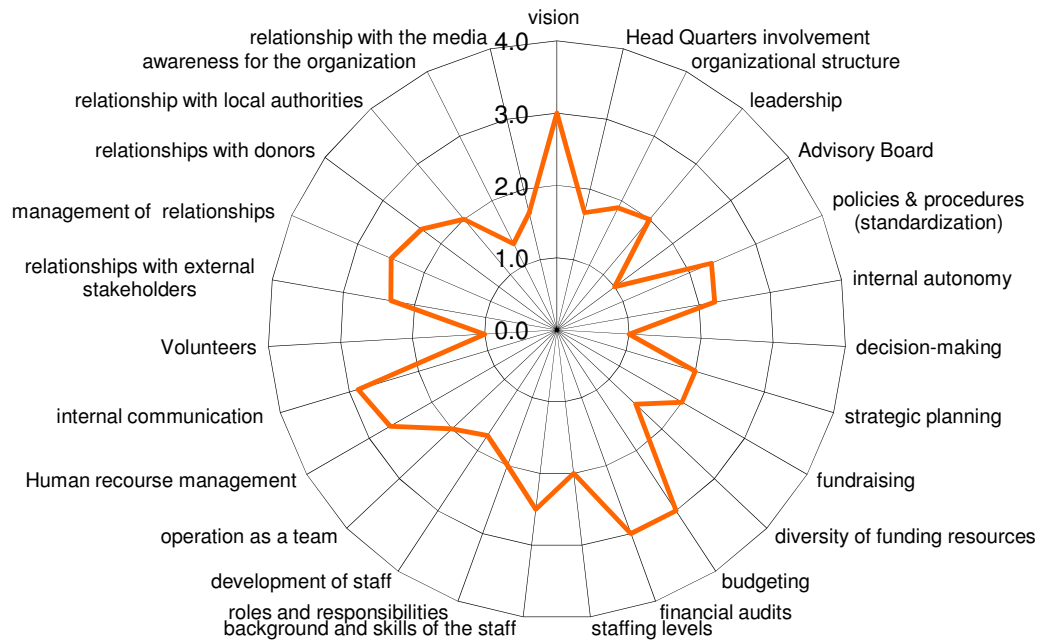 vision
Head Quarters involvement
organizational structure
leadership
Advisory Board
policies & procedures
(standardization)
internal autonomy
decision-making
strategic planning
fundraising
diversity of funding resources
budgeting
financial audits
staffing levels
background and skills of the staff
roles and responsibilities
development of staff
operation as a team
Human recourse management
internal communication
Volunteers
relationships with external
stakeholders
management of  relationships
relationships with donors
relationship with local authorities
awareness for the organization
relationship with the media
4.0
3.0
2.0
1.0
0.0